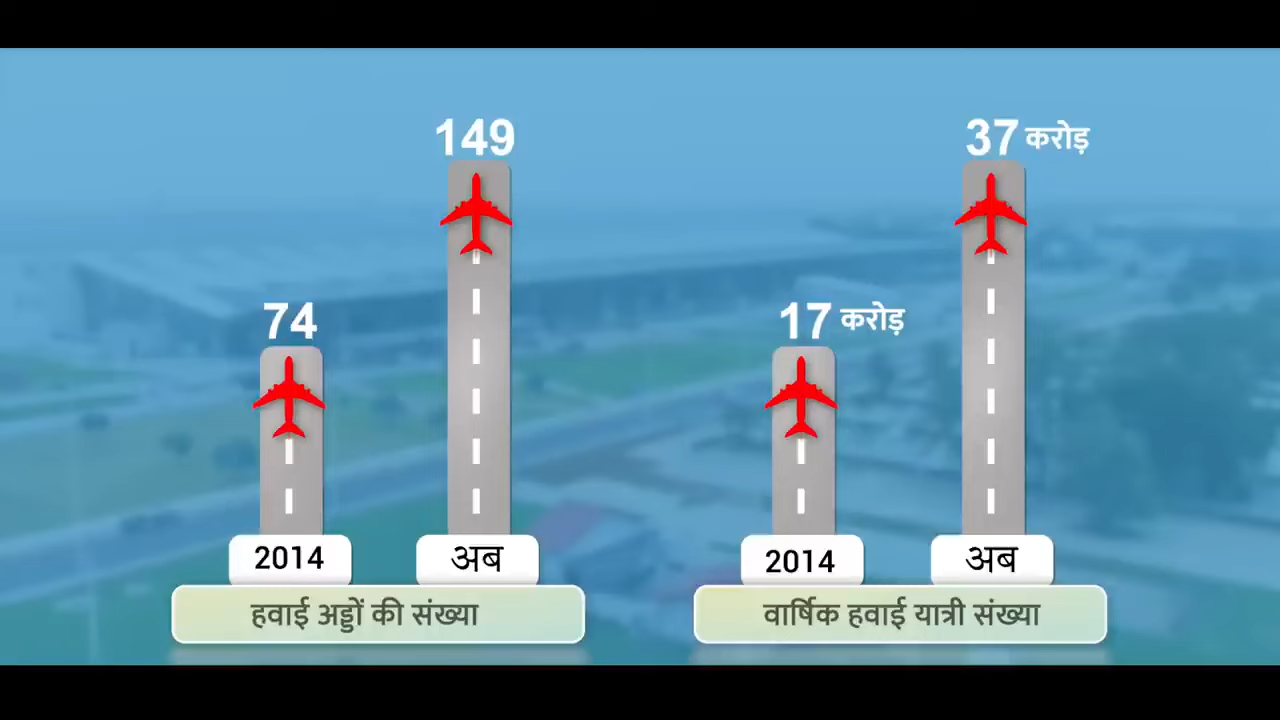 149
37 करोड़
74
17 करोड़
2014
अब
2014
अब
हवाई अड्डों की संख्या
वार्षिक हवाई यात्री संख्या